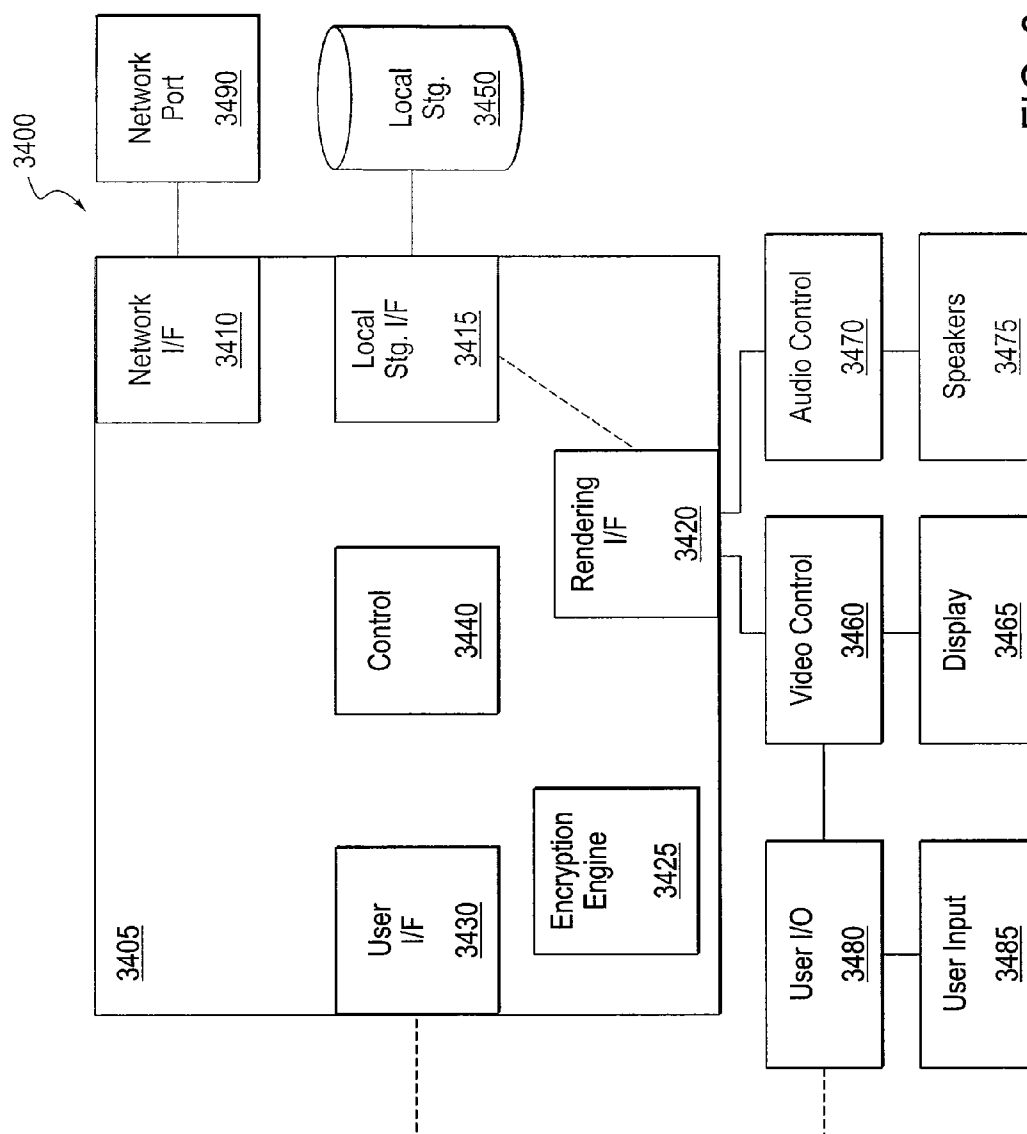 3400
3405
Network
I/F
3410
Network
Port
3490
User
I/F
3430
Control
3440
Local
Stg. I/F
3415
Local
Stg.
3450
Encryption
Engine
3425
Rendering
I/F
3420
User I/O
3480
Video Control
3460
Audio Control
3470
User Input
3485
Display
3465
Speakers
3475